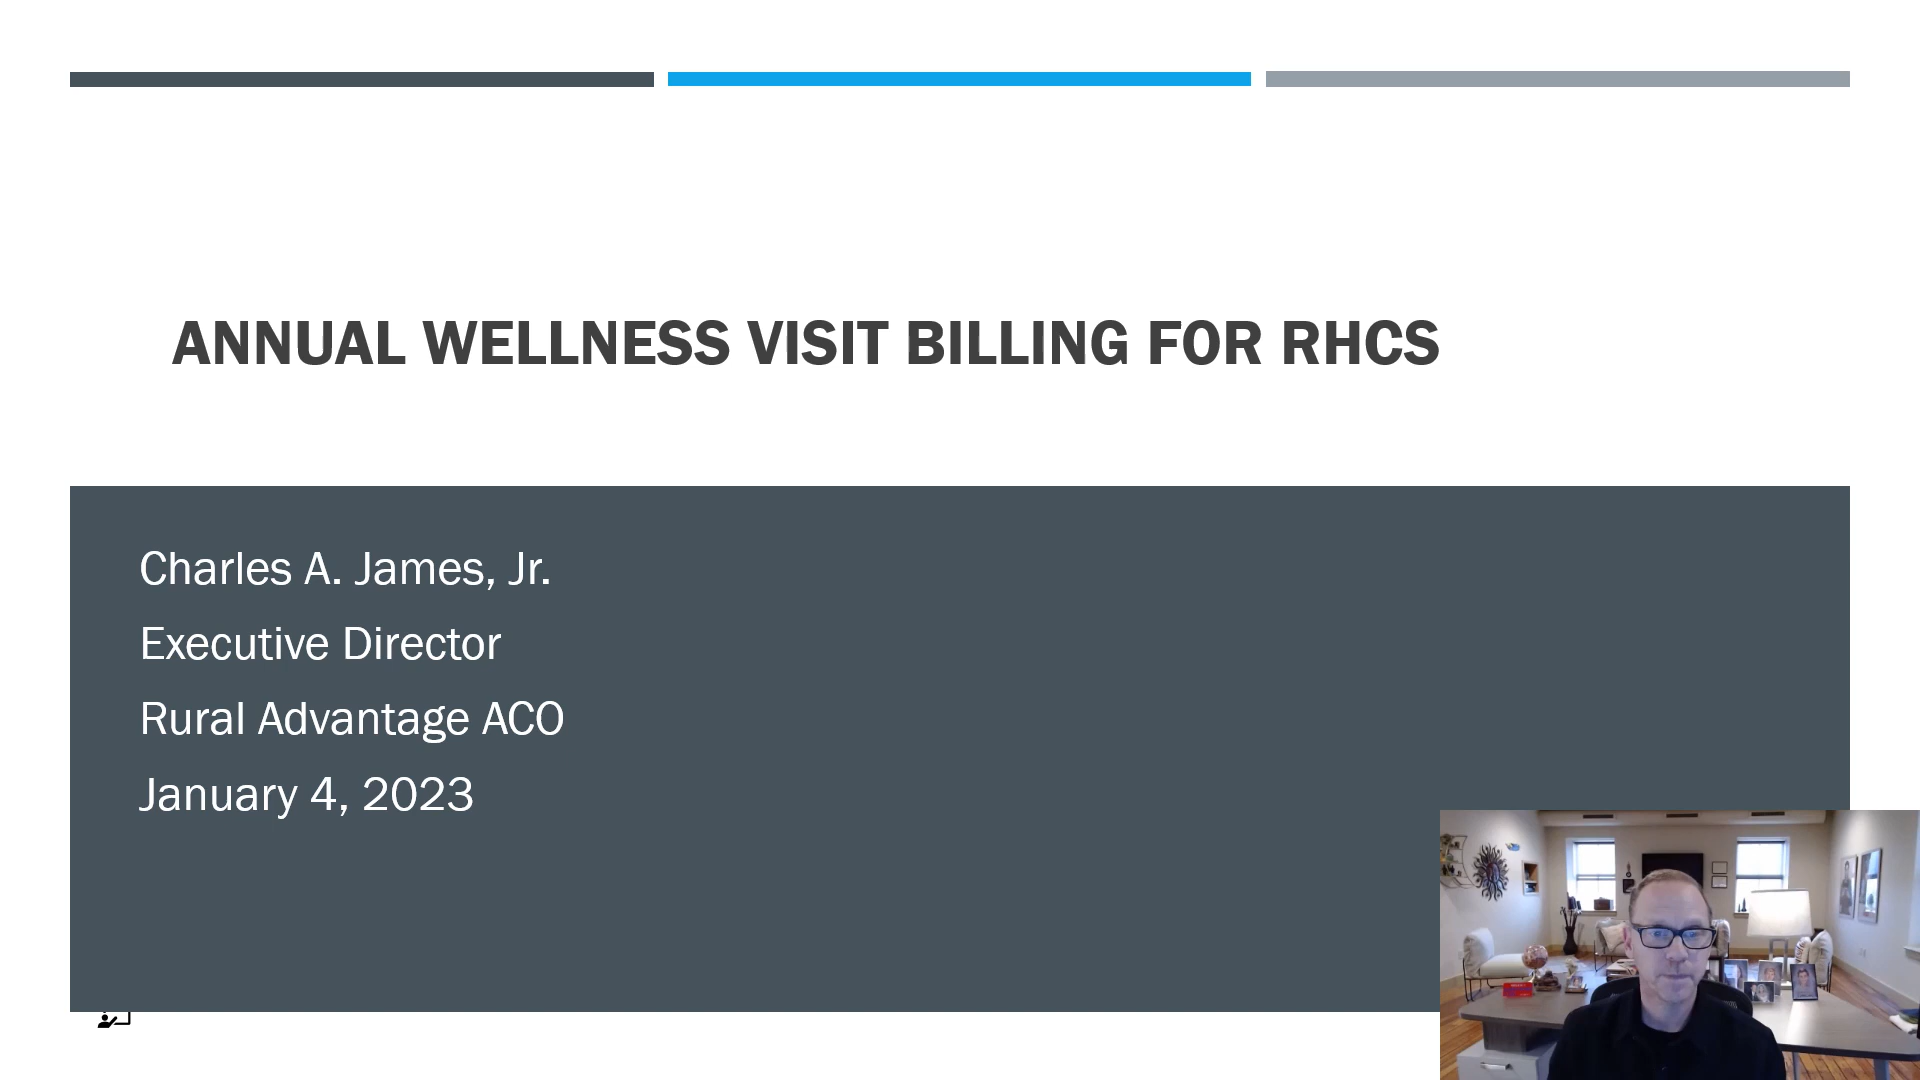 ANNUAL WELLNESS VISIT BILLING FOR RHCS
Charles A. James, Jr.
Executive Director
Rural Advantage ACO
January 4, 2023